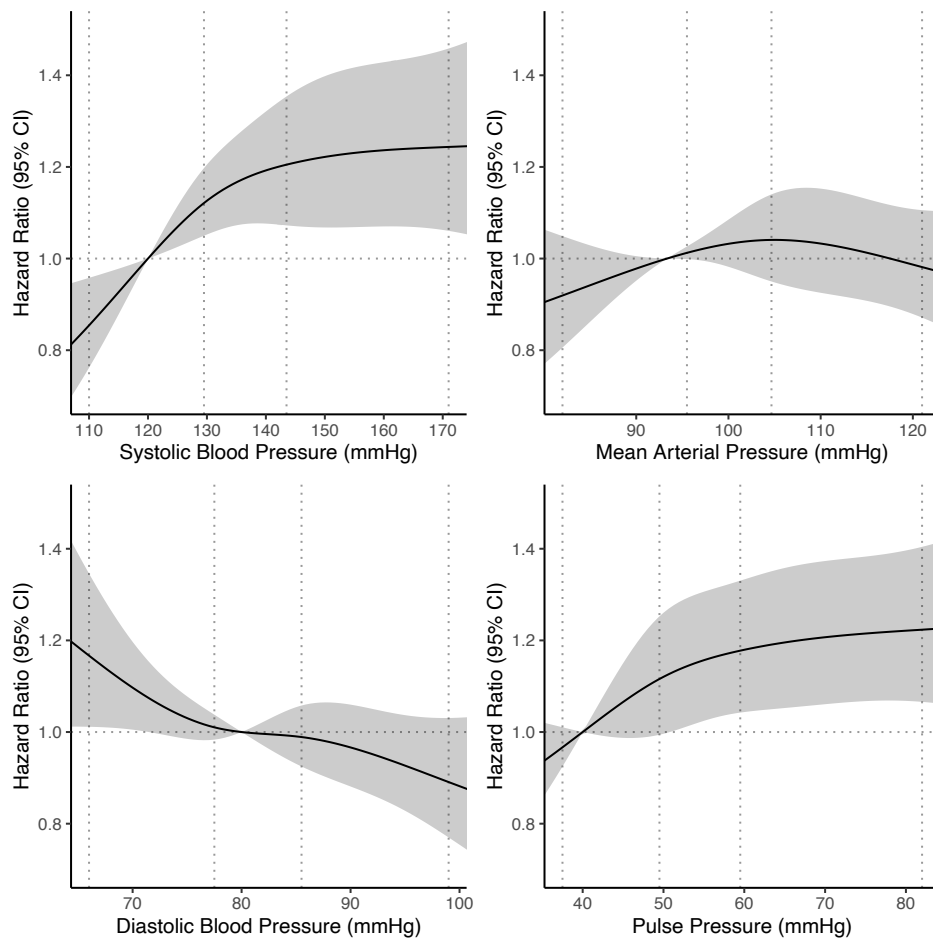 Hazard Ratio (95% CI)
1.4
1.2
1.0
0.8
110 120 130 140 150 160 170
Systolic Blood Pressure (mmHg)
Hazard Ratio (95% CI)
1.4
1.2
1.0
0.8
90 100 110 120
Mean Arterial Pressure (mmHg)
Hazard Ratio (95% CI)
1.4
1.2
1.0
0.8
70 80 90 100
Diastolic Blood Pressure (mmHg)
Hazard Ratio (95% CI)
1.4
1.2
1.0
0.8
40 50 60 70 80
Pulse Pressure (mmHg)